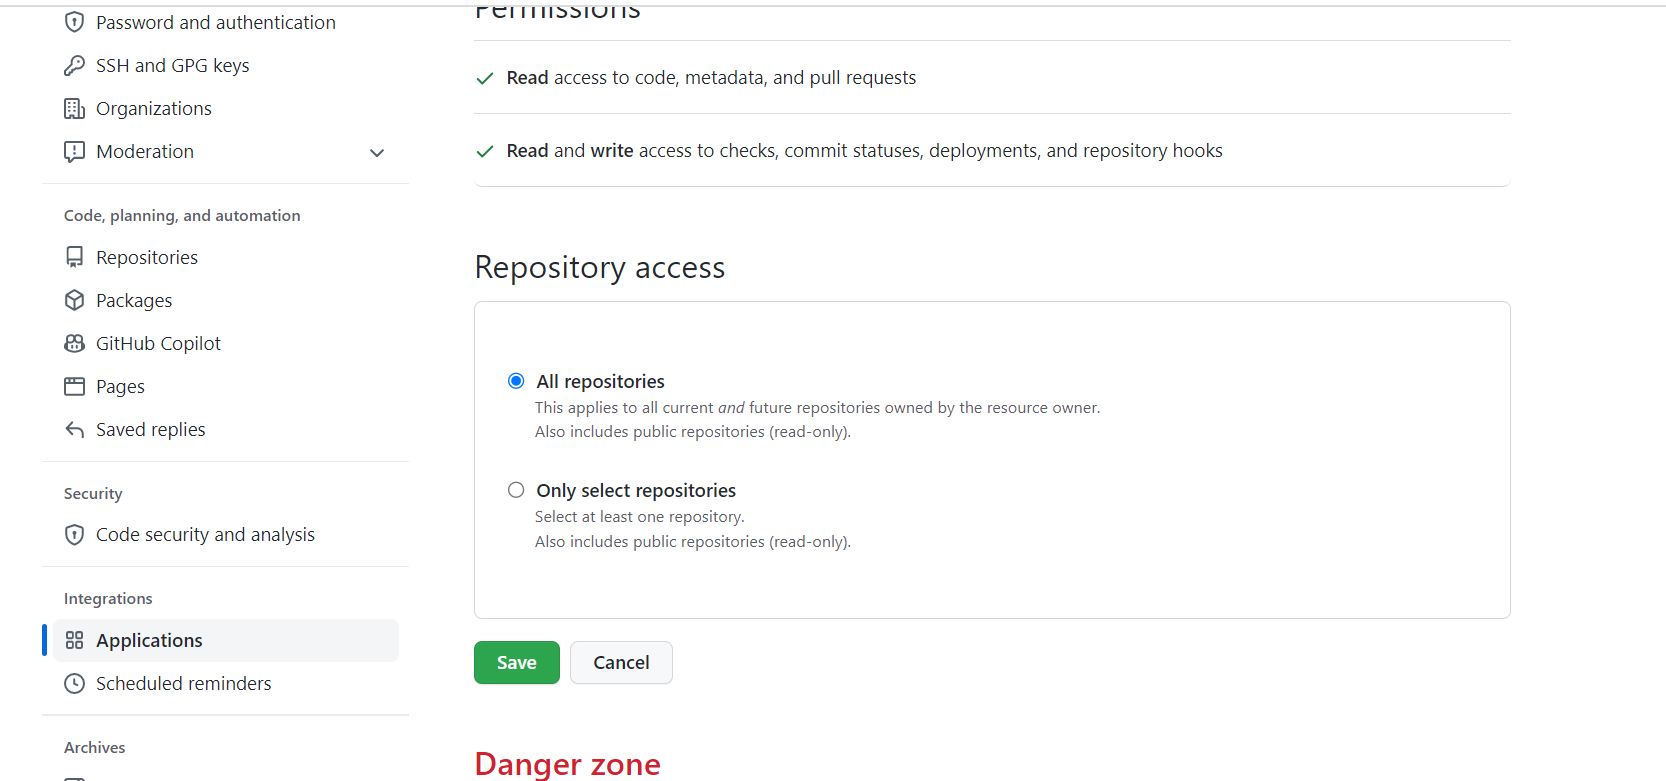 Password and authentication
SSH and GPG keys
Organizations
Moderation
Code, planning, and automation
Repositories
Packages
GitHub Copilot
Pages
Saved replies
Security
Code security and analysis
Integrations
Applications
Scheduled reminders
Archives
Permissions
Read access to code, metadata, and pull requests
Read and write access to checks, commit statuses, deployments, and repository hooks
Repository access
All repositories
This applies to all current and future repositories owned by the resource owner.
Also includes public repositories (read-only).
Only select repositories
Select at least one repository.
Also includes public repositories (read-only).
Save
Cancel
Danger zone